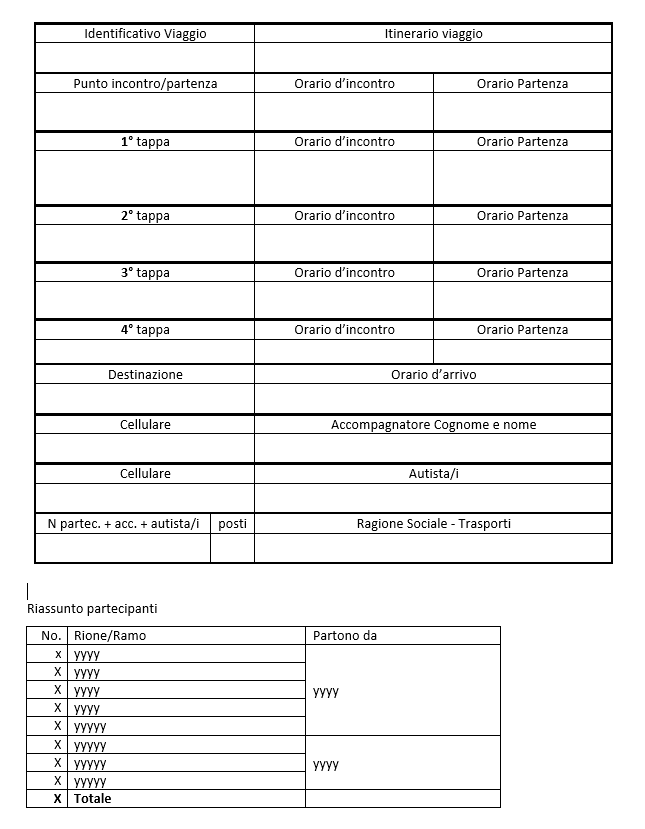 Identificativo Viaggio Itinerario viaggio
Punto incontro/partenza Orario d'incontro Orario Partenza
1° tappa Orario d'incontro Orario Partenza
2° tappa Orario d'incontro Orario Partenza
3° tappa Orario d'incontro Orario Partenza
4° tappa Orario d'incontro Orario Partenza
Destinazione Orario d'arrivo
Cellulare Accompagnatore Cognome e nome
Cellulare Autista/i
N partec. + acc. + autista/i posti Ragione Sociale - Trasporti
Riassunto partecipanti
No. Rione/Ramo Partono da
x yyyy
X yyyy
X yyyy yyyy
X yyyy
X yyyyy
X yyyyy
X yyyyy yyyy
X yyyyy
X Totale